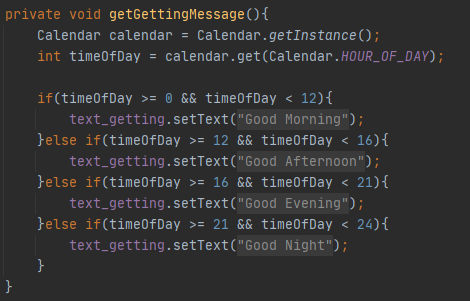 private void getGettingMessage(){
    Calendar calendar = Calendar.getInstance();
    int timeOfDay = calendar.get(Calendar.HOUR_OF_DAY);

    if(timeOfDay >= 0 && timeOfDay < 12){
        text_getting.setText("Good Morning");
    }else if(timeOfDay >= 12 && timeOfDay < 16){
        text_getting.setText("Good Afternoon");
    }else if(timeOfDay >= 16 && timeOfDay < 21){
        text_getting.setText("Good Evening");
    }else if(timeOfDay >= 21 && timeOfDay < 24){
        text_getting.setText("Good Night");
    }
}